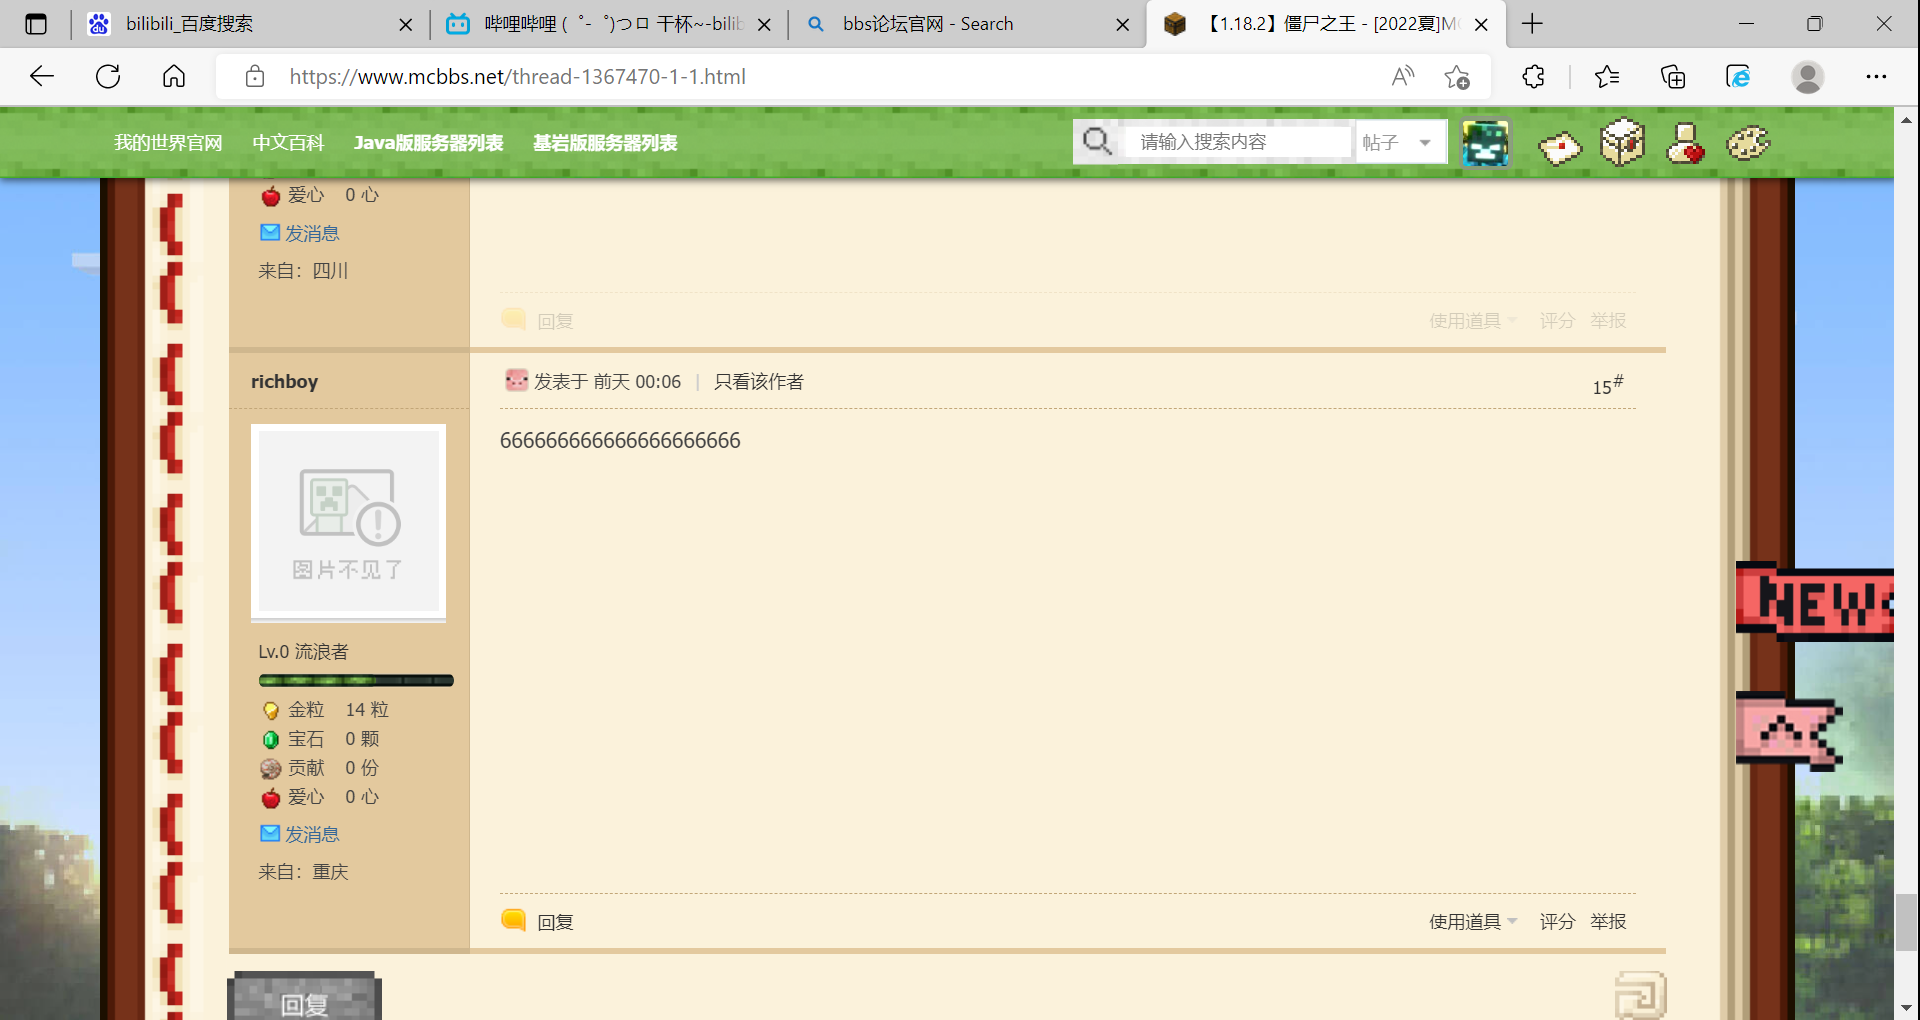 bilibili_百度搜索
哔哩哔哩 (゜-゜)つロ 干杯~-bilib
bbs论坛官网 - Search
【1.18.2】僵尸之王 - [2022夏]MC
https://www.mcbbs.net/thread-1367470-1-1.html
我的世界官网 中文百科 Java版服务器列表 基岩版服务器列表 请输入搜索内容 帖子
爱心 0 心
发消息
来自：四川
回复 使用道具 评分 举报
richboy
发表于 前天 00:06 | 只看该作者 15#
66666666666666666666
图片不见了
Lv.0 流浪者
金粒 14 粒
宝石 0 颗
贡献 0 份
爱心 0 心
发消息
来自：重庆
回复 使用道具 评分 举报
回复
NEW